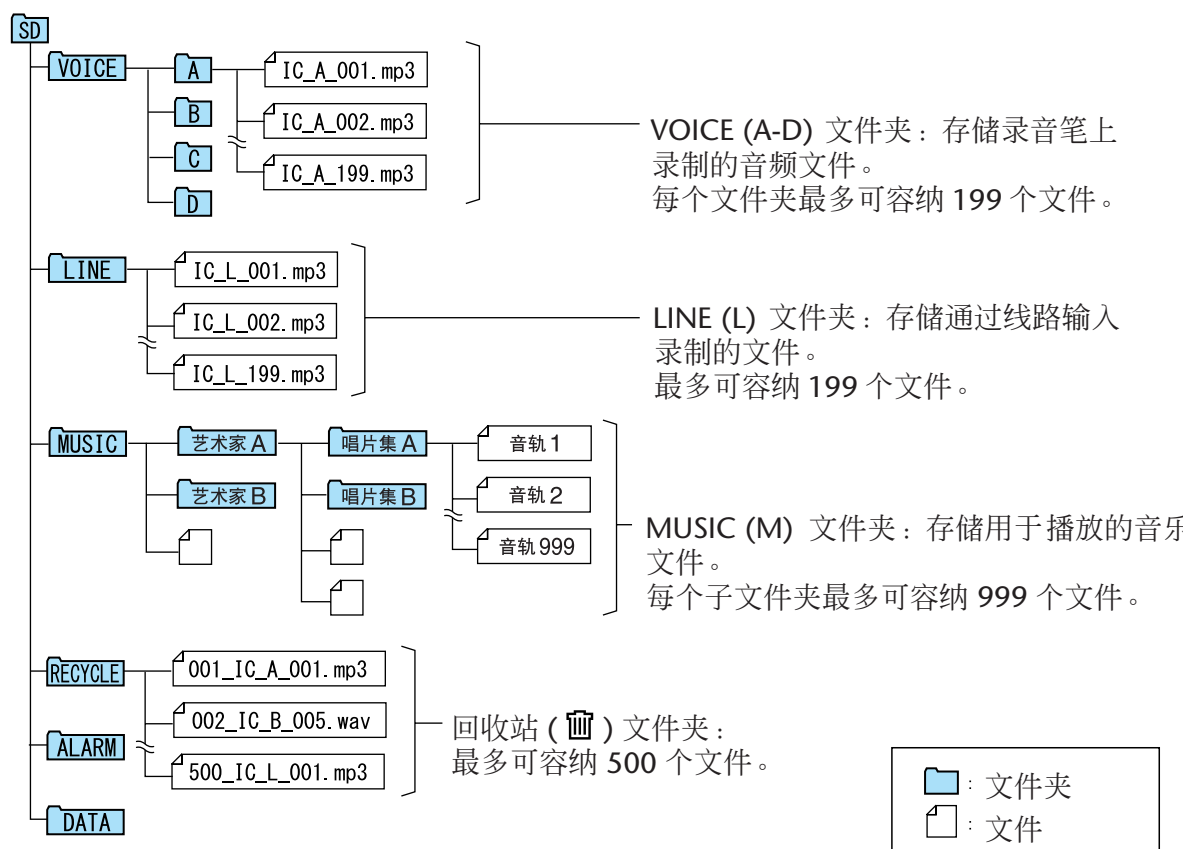 SD
VOICE
A
IC_A_001.mp3
B
IC_A_002.mp3
C
IC_A_199.mp3
D
VOICE (A-D) 文件夹：存储录音笔上
录制的音频文件。
每个文件夹最多可容纳 199 个文件。
LINE
IC_L_001.mp3
IC_L_002.mp3
IC_L_199.mp3
LINE (L) 文件夹：存储通过线路输入
录制的文件。
最多可容纳 199 个文件。
MUSIC
艺术家 A
唱片集 A
音轨 1
艺术家 B
唱片集 B
音轨 2
音轨 999
MUSIC (M) 文件夹：存储用于播放的音乐
文件。
每个子文件夹最多可容纳 999 个文件。
RECYCLE
001_IC_A_001.mp3
002_IC_B_005.wav
ALARM
500_IC_L_001.mp3
回收站 ( ) 文件夹：
最多可容纳 500 个文件。
DATA
：文件夹
：文件